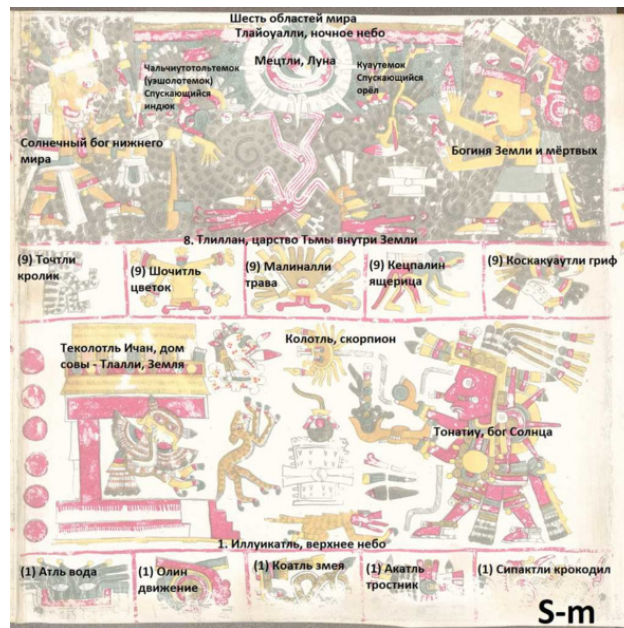 Шесть областей мира
Тлайоуалли, ночное небо
Мецтли, Луна
Чальчиутотольтемок
(уэшолотемок)
Спускающийся
индюк
Куаутемок
Спускающийся
орёл
Солнечный бог нижнего
мира
Богиня Земли и мёртвых
8. Тлиллан, царство Тьмы внутри Земли
(9) Точтли
кролик
(9) Шочитль
цветок
(9) Малиналли
трава
(9) Кецпалин
ящерица
(9) Коскакуаутли гриф
Теколотль Ичан, дом
совы - Тлалли, Земля
Колотль, скорпион
Тонатиу, бог Солнца
1. Иллуикатль, верхнее небо
(1) Атль вода
(1) Олин
движение
(1) Коатль змея
(1) Акатль
тростник
(1) Сипактли крокодил
S-m